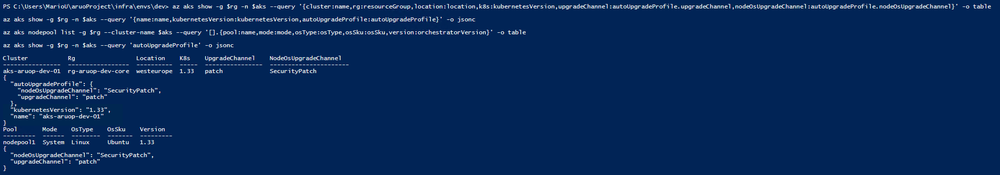 PS C:\Users\MarioU\aruoProject\infra\envs\dev> az aks show -g $rg -n $aks --query '{cluster:name,rg:resourceGroup,location:location,k8s:kubernetesVersion,upgradeChannel:autoUpgradeProfile.upgradeChannel,nodeOsUpgradeChannel:autoUpgradeProfile.nodeOsUpgradeChannel}' -o table
az aks show -g $rg -n $aks --query '{name:name,kubernetesVersion:kubernetesVersion,autoUpgradeProfile:autoUpgradeProfile}' -o jsonc
az aks nodepool list -g $rg --cluster-name $aks --query '[].{pool:name,mode:mode,osType:osType,osSku:osSku,version:orchestratorVersion}' -o table
az aks show -g $rg -n $aks --query 'autoUpgradeProfile' -o jsonc
Cluster           Rg                 Location    K8s    UpgradeChannel    NodeOsUpgradeChannel
----------------  -----------------  ----------  -----  ----------------  ----------------------
aks-aruop-dev-01  rg-aruop-dev-core  westeurope  1.33   patch             SecurityPatch
{
  "autoUpgradeProfile": {
    "nodeOsUpgradeChannel": "SecurityPatch",
    "upgradeChannel": "patch"
  },
  "kubernetesVersion": "1.33",
  "name": "aks-aruop-dev-01"
}
Pool       Mode    OsType    OsSku    Version
---------  ------  --------  -------  ---------
nodepool1  System  Linux     Ubuntu   1.33
{
  "nodeOsUpgradeChannel": "SecurityPatch",
  "upgradeChannel": "patch"
}